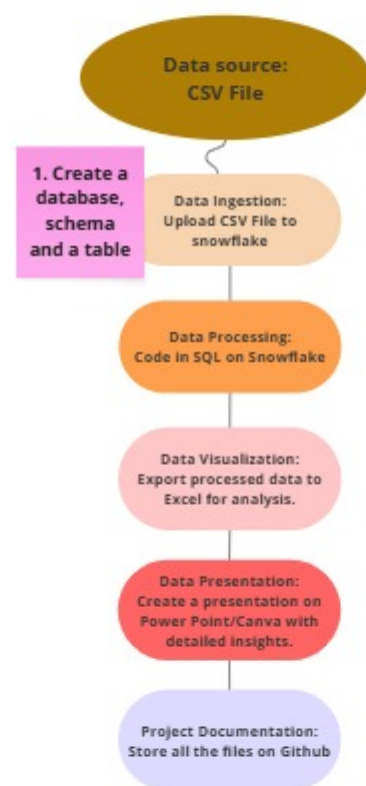 Data source:
CSV File
1. Create a
database,
schema
and a table
Data Ingestion:
Upload CSV File to
snowflake
Data Processing:
Code in SQL on Snowflake
Data Visualization:
Export processed data to
Excel for analysis.
Data Presentation:
Create a presentation on
Power Point/Canva with
detailed insights.
Project Documentation:
Store all the files on Github